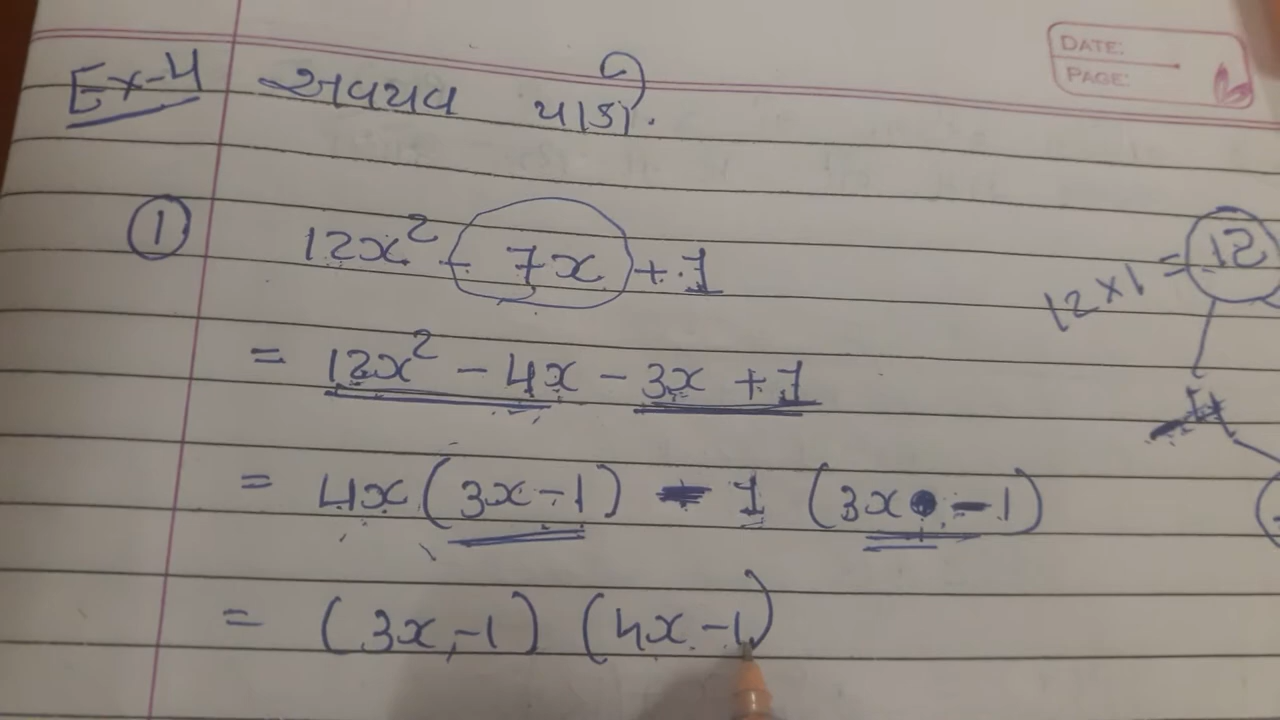 DATE:
PAGE:
Ex-4 અવયવ પાડો.
① 12x² - 7x + 1
12 x 1 = 12
= 12x² - 4x - 3x + 1
= 4x (3x - 1) - 1 (3x - 1)
= (3x - 1) (4x - 1)